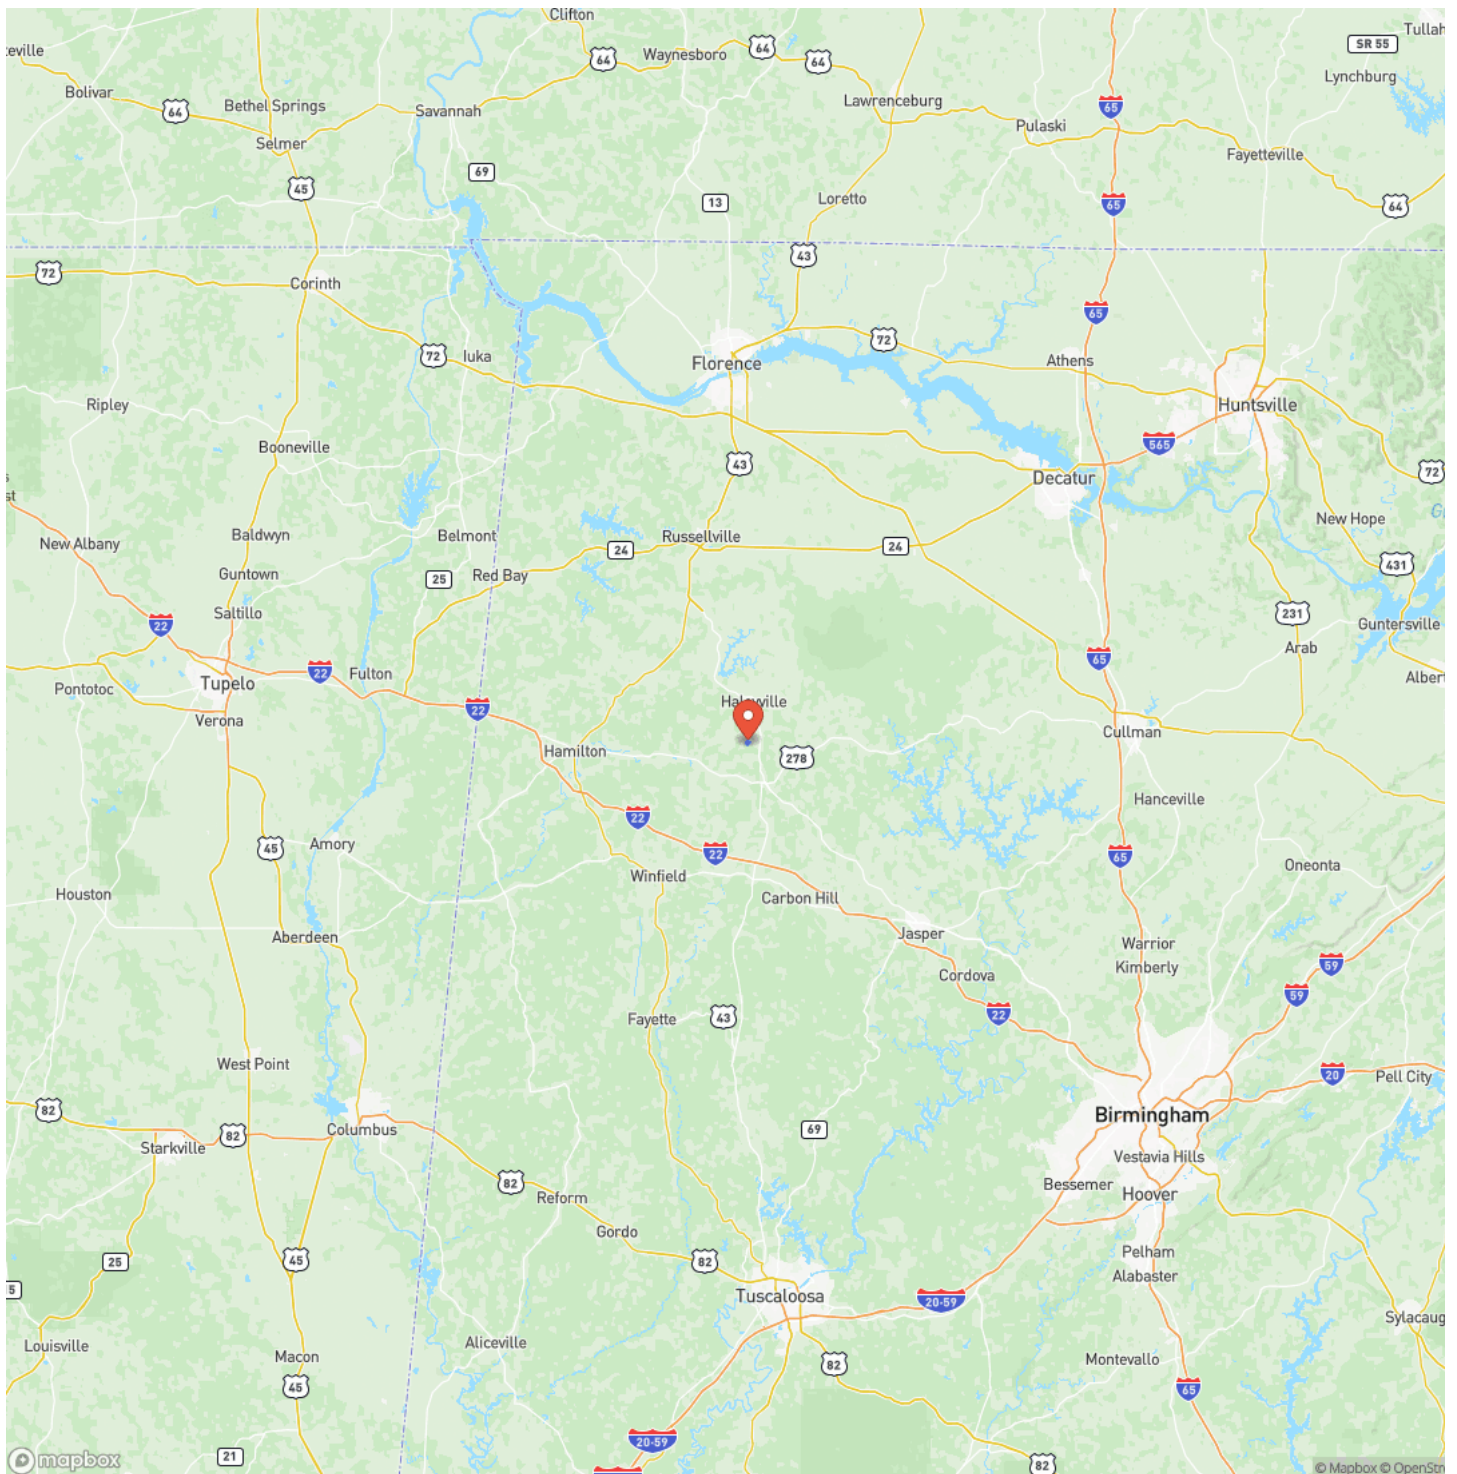 Clifton
Tullah
teville
Waynesboro
64
64
64
SR 55
Lynchburg
Bolivar
64
Bethel Springs
Savannah
Lawrenceburg
65
Pulaski
Selmer
Fayetteville
69
45
13
Loretto
65
64
72
43
Corinth
65
72
Iuka
Florence
72
Athens
Ripley
Huntsville
Booneville
565
43
72
Decatur
st
New Albany
Baldwyn
Belmont
Russellville
24
24
New Hope
G
Guntown
25
Red Bay
431
Saltillo
22
231
Guntersville
Arab
22
Fulton
65
Tupelo
Pontotoc
Albert
Verona
22
Haleyville
Hamilton
278
Cullman
Hanceville
22
45
Amory
22
65
Winfield
Oneonta
Houston
Carbon Hill
Aberdeen
Jasper
Warrior
Kimberly
59
Cordova
59
22
Fayette
43
West Point
20
Pell City
82
Birmingham
Columbus
69
82
Starkville
Vestavia Hills
82
Bessemer
Hoover
Reform
Gordo
Pelham
25
45
82
Alabaster
5
Tuscaloosa
20-59
Sylacaug
Louisville
Aliceville
Macon
Montevallo
82
45
65
20-59
21
mapbox
82
© Mapbox © OpenStr